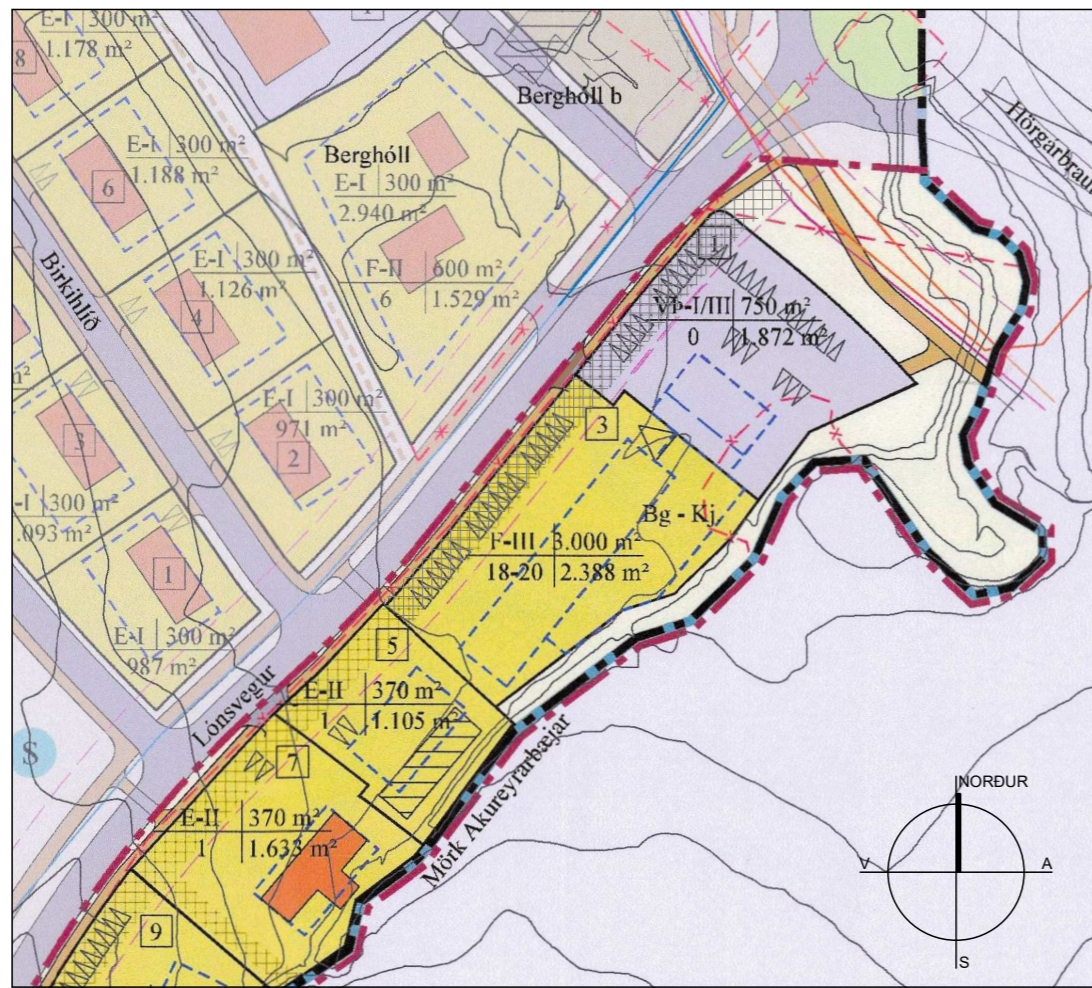 E-I | 300 m²
1.178 m²
8
1
Berghóll b
Hörgárbraut
E-I | 300 m²
1.188 m²
6
Berghóll
E-I | 300 m²
2.940 m²
Birkihlíð
E-I | 300 m²
1.126 m²
4
F-II | 600 m²
6 | 1.529 m²
1
VÞ-I/III | 750 m²
0 | 1.872 m²
m²
E-I | 300 m²
971 m²
2
3
3
-I | 300 m²
.093 m²
Bg - Kj
F-III | 3.000 m²
18-20 | 2.388 m²
1
E-I | 300 m²
987 m²
5
Lónsvegur
E-II | 370 m²
1 | 1.105 m²
S
7
E-II | 370 m²
1 | 1.633 m²
Mörk Akureyrarbæjar
9
NORÐUR
V
A
S